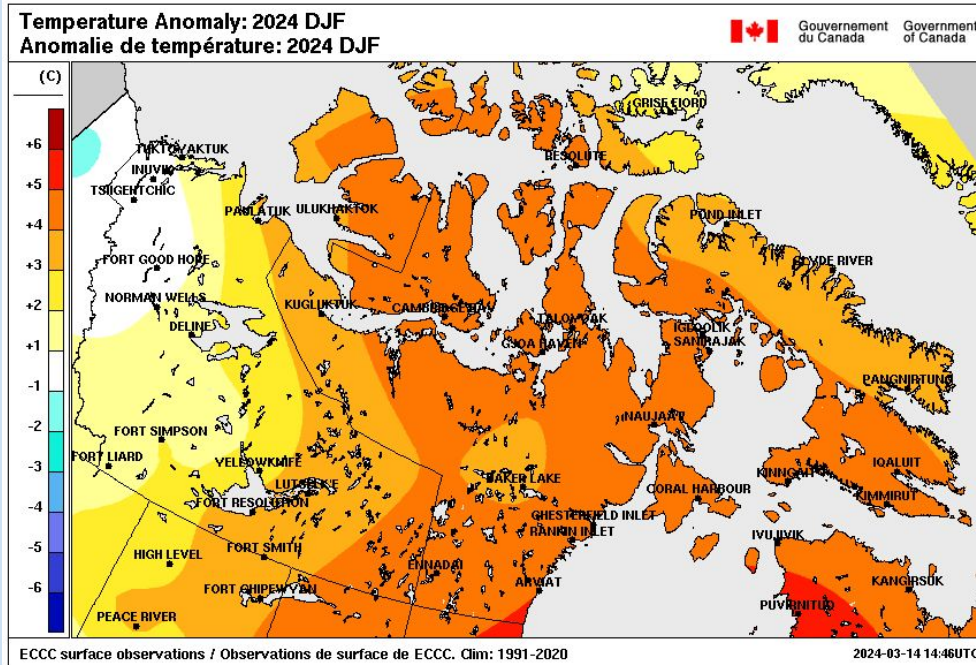 Temperature Anomaly: 2024 DJF
Anomalie de température: 2024 DJF
Gouvernement du Canada
Government of Canada
(C)
+6
+5
+4
+3
+2
+1
-1
-2
-3
-4
-5
-6
GRISE FIORD
RESOLUTE
TUKTOYAKTUK
INUVIK
TSIIGEHTCHIC
PAULATUK
ULUKHAKTOK
POND INLET
CLYDE RIVER
FORT GOOD HOPE
NORMAN WELLS
DELINE
KUGLUKTUK
CAMBRIDGE BAY
TALOYOAK
GJOA HAVEN
IGLOOLIK
SANIRAJAK
PANGNIRTUNG
NAUJAAT
FORT SIMPSON
FORT LIARD
YELLOWKNIFE
LUTSELK'E
FORT RESOLUTION
BAKER LAKE
CORAL HARBOUR
KINNGAIT
IQALUIT
KIMMIRUT
CHESTERFIELD INLET
RANKIN INLET
IVUJIVIK
HIGH LEVEL
FORT SMITH
ENNADAI
ARVIAT
FORT CHIPEWYAN
PEACE RIVER
KANGIRSUK
PUVIRNITUQ
ECCC surface observations / Observations de surface de ECCC. Clim: 1991-2020
2024-03-14 14:46UTC